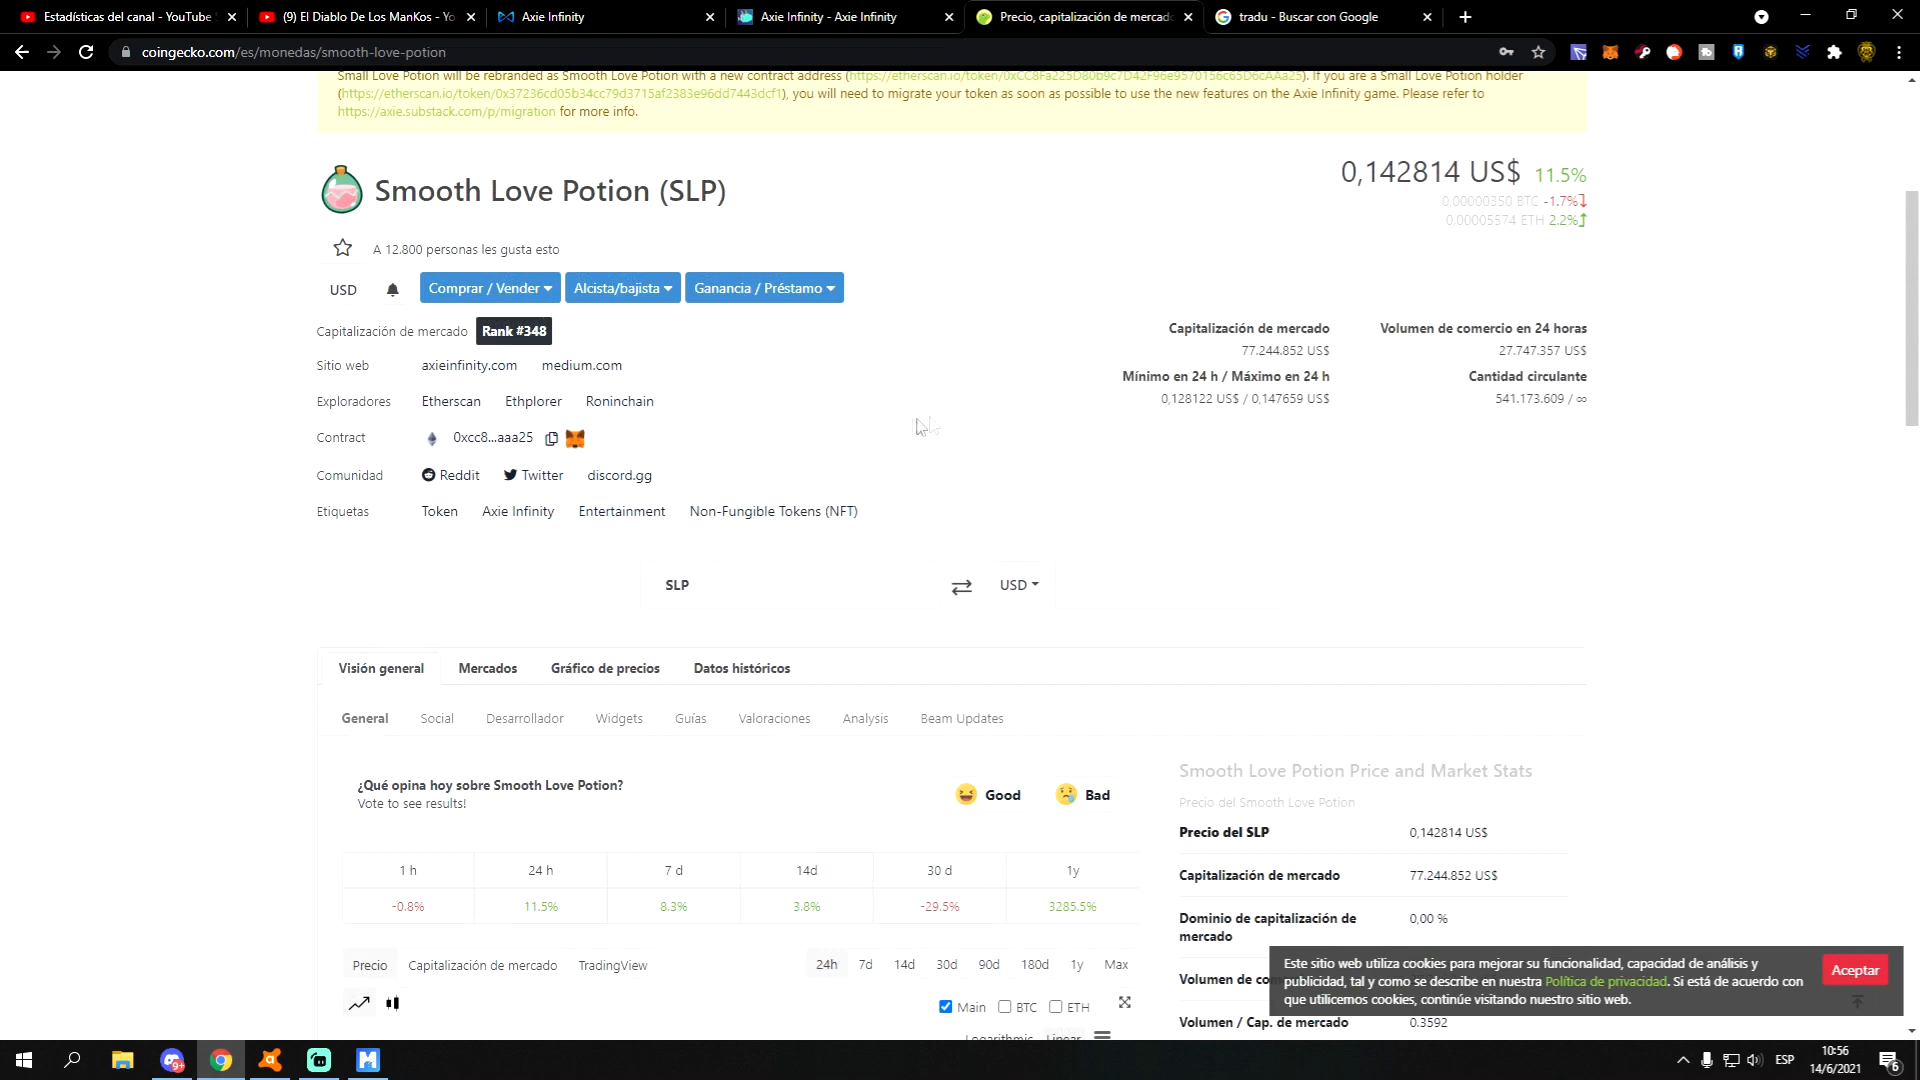 Estadísticas del canal - YouTube
(9) El Diablo De Los ManKos - Yo
Axie Infinity
Axie Infinity - Axie Infinity
Precio, capitalización de mercado
tradu - Buscar con Google
coingecko.com/es/monedas/smooth-love-potion
Small Love Potion will be rebranded as Smooth Love Potion with a new contract address (https://etherscan.io/token/0xCC8Fa225D80b9c7D42F96e9570156c65D6cAAa25). If you are a Small Love Potion holder
(https://etherscan.io/token/0x37236cd05b34cc79d3715af2383e96dd7443dcf1), you will need to migrate your token as soon as possible to use the new features on the Axie Infinity game. Please refer to
https://axie.substack.com/p/migration for more info.
Smooth Love Potion (SLP)
0,142814 US$ 11.5%
0,00000350 BTC -1.7%
0.00005574 ETH 2.2%
A 12.800 personas les gusta esto
USD
Comprar / Vender
Alcista/bajista
Ganancia / Préstamo
Capitalización de mercado Rank #348
Capitalización de mercado
77.244.852 US$
Volumen de comercio en 24 horas
27.747.357 US$
Mínimo en 24 h / Máximo en 24 h
0,128122 US$ / 0,147659 US$
Cantidad circulante
541.173.609 / ∞
Sitio web axieinfinity.com medium.com
Exploradores Etherscan Ethplorer Roninchain
Contract 0xcc8...aaa25
Comunidad Reddit Twitter discord.gg
Etiquetas Token Axie Infinity Entertainment Non-Fungible Tokens (NFT)
SLP
USD
Visión general Mercados Gráfico de precios Datos históricos
General Social Desarrollador Widgets Guías Valoraciones Analysis Beam Updates
¿Qué opina hoy sobre Smooth Love Potion?
Vote to see results!
Good
Bad
1 h 24 h 7 d 14d 30 d 1y
-0.8% 11.5% 8.3% 3.8% -29.5% 3285.5%
Precio Capitalización de mercado TradingView
24h 7d 14d 30d 90d 180d 1y Max
Main BTC ETH
Logarithmic Linear
Smooth Love Potion Price and Market Stats
Precio del Smooth Love Potion
Precio del SLP 0,142814 US$
Capitalización de mercado 77.244.852 US$
Dominio de capitalización de
mercado
0,00 %
Volumen de co
Volumen / Cap. de mercado 0.3592
Este sitio web utiliza cookies para mejorar su funcionalidad, capacidad de análisis y
publicidad, tal y como se describe en nuestra Política de privacidad. Si está de acuerdo con
que utilicemos cookies, continúe visitando nuestro sitio web.
Aceptar
9+
ESP
10:56
14/6/2021
6